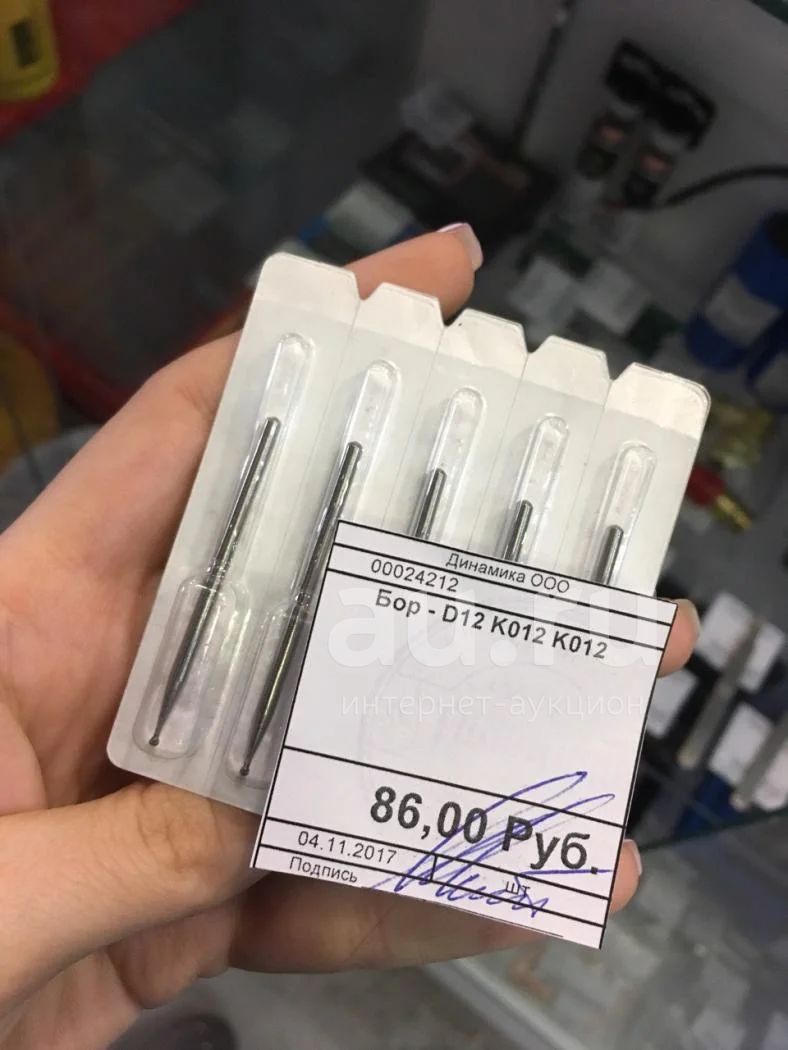 Динамика ООО
00024212
Бор - D12 K012 K012
au.ru
интернет-аукцион
86,00 Руб.
04.11.2017
шт
Подпись